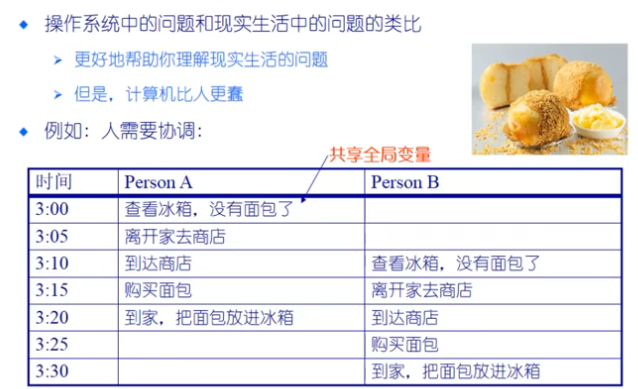 操作系统中的问题和现实生活中的问题的类比
更好地帮助你理解现实生活的问题
但是，计算机比人更蠢
例如：人需要协调：
共享全局变量
时间 Person A Person B
3:00 查看冰箱，没有面包了
3:05 离开家去商店
3:10 到达商店 查看冰箱，没有面包了
3:15 购买面包 离开家去商店
3:20 到家，把面包放进冰箱 到达商店
3:25 购买面包
3:30 到家，把面包放进冰箱